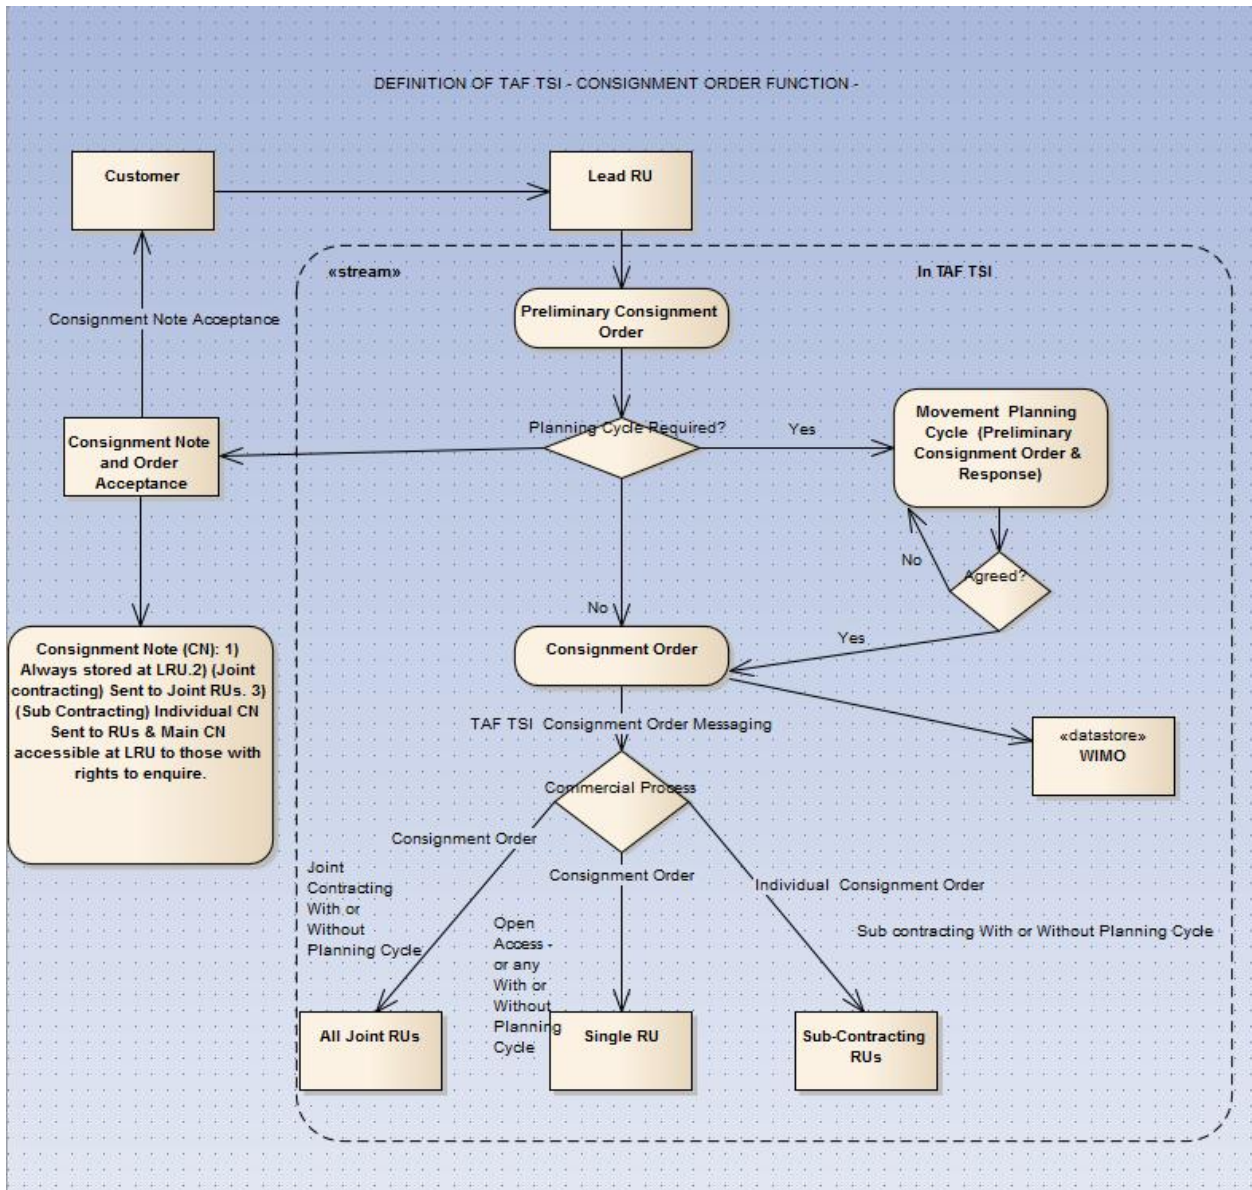 DEFINITION OF TAF TSI - CONSIGNMENT ORDER FUNCTION -
Customer
Lead RU
«stream»
In TAF TSI
Preliminary Consignment
Order
Consignment Note Acceptance
Planning Cycle Required?
Yes
Movement Planning
Cycle (Preliminary
Consignment Order &
Response)
Consignment Note
and Order
Acceptance
No
Agreed?
No
Yes
Consignment Note (CN): 1)
Always stored at LRU.2) (Joint
contracting) Sent to Joint RUs. 3)
(Sub Contracting) Individual CN
Sent to RUs & Main CN
accessible at LRU to those with
rights to enquire.
Consignment Order
TAF TSI Consignment Order Messaging
«datastore»
WIMO
Commercial Process
Consignment Order
Consignment Order
Individual Consignment Order
Joint
Contracting
With or
Without
Planning Cycle
Open
Access -
or any
With or
Without
Planning
Cycle
Sub contracting With or Without Planning Cycle
All Joint RUs
Single RU
Sub-Contracting
RUs